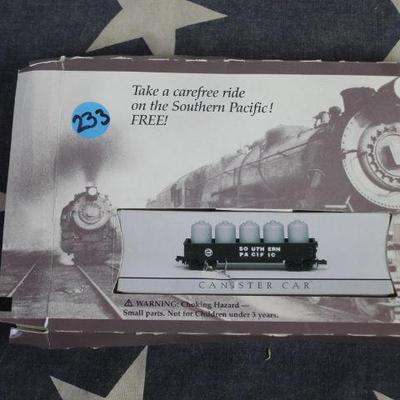 Take a carefree ride
on the Southern Pacific!
FREE!
233
SOUTHERN
PACIFIC
CANISTER CAR
⚠ WARNING: Choking Hazard —
Small parts. Not for Children under 3 years.